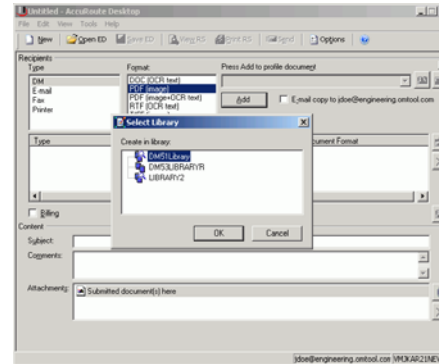 Untitled - AccuRoute Desktop
File Edit View Tools Help
New Open ED Save ED View RS Print RS Send Options
Recipients
Type Format: Press Add to profile document
DM
E-mail
Fax
Printer
DOC (OCR text)
PDF (image)
PDF (image+OCR text)
RTF (OCR text)
Add E-mail copy to jdoe@engineering.omtool.com
Select Library
Create in library:
DM51Library
DM53LIBRARYR
LIBRARY2
OK Cancel
Type ument Format
Billing
Content
Subject:
Comments:
Attachments: Submitted document(s) here
jdoe@engineering.omtool.com